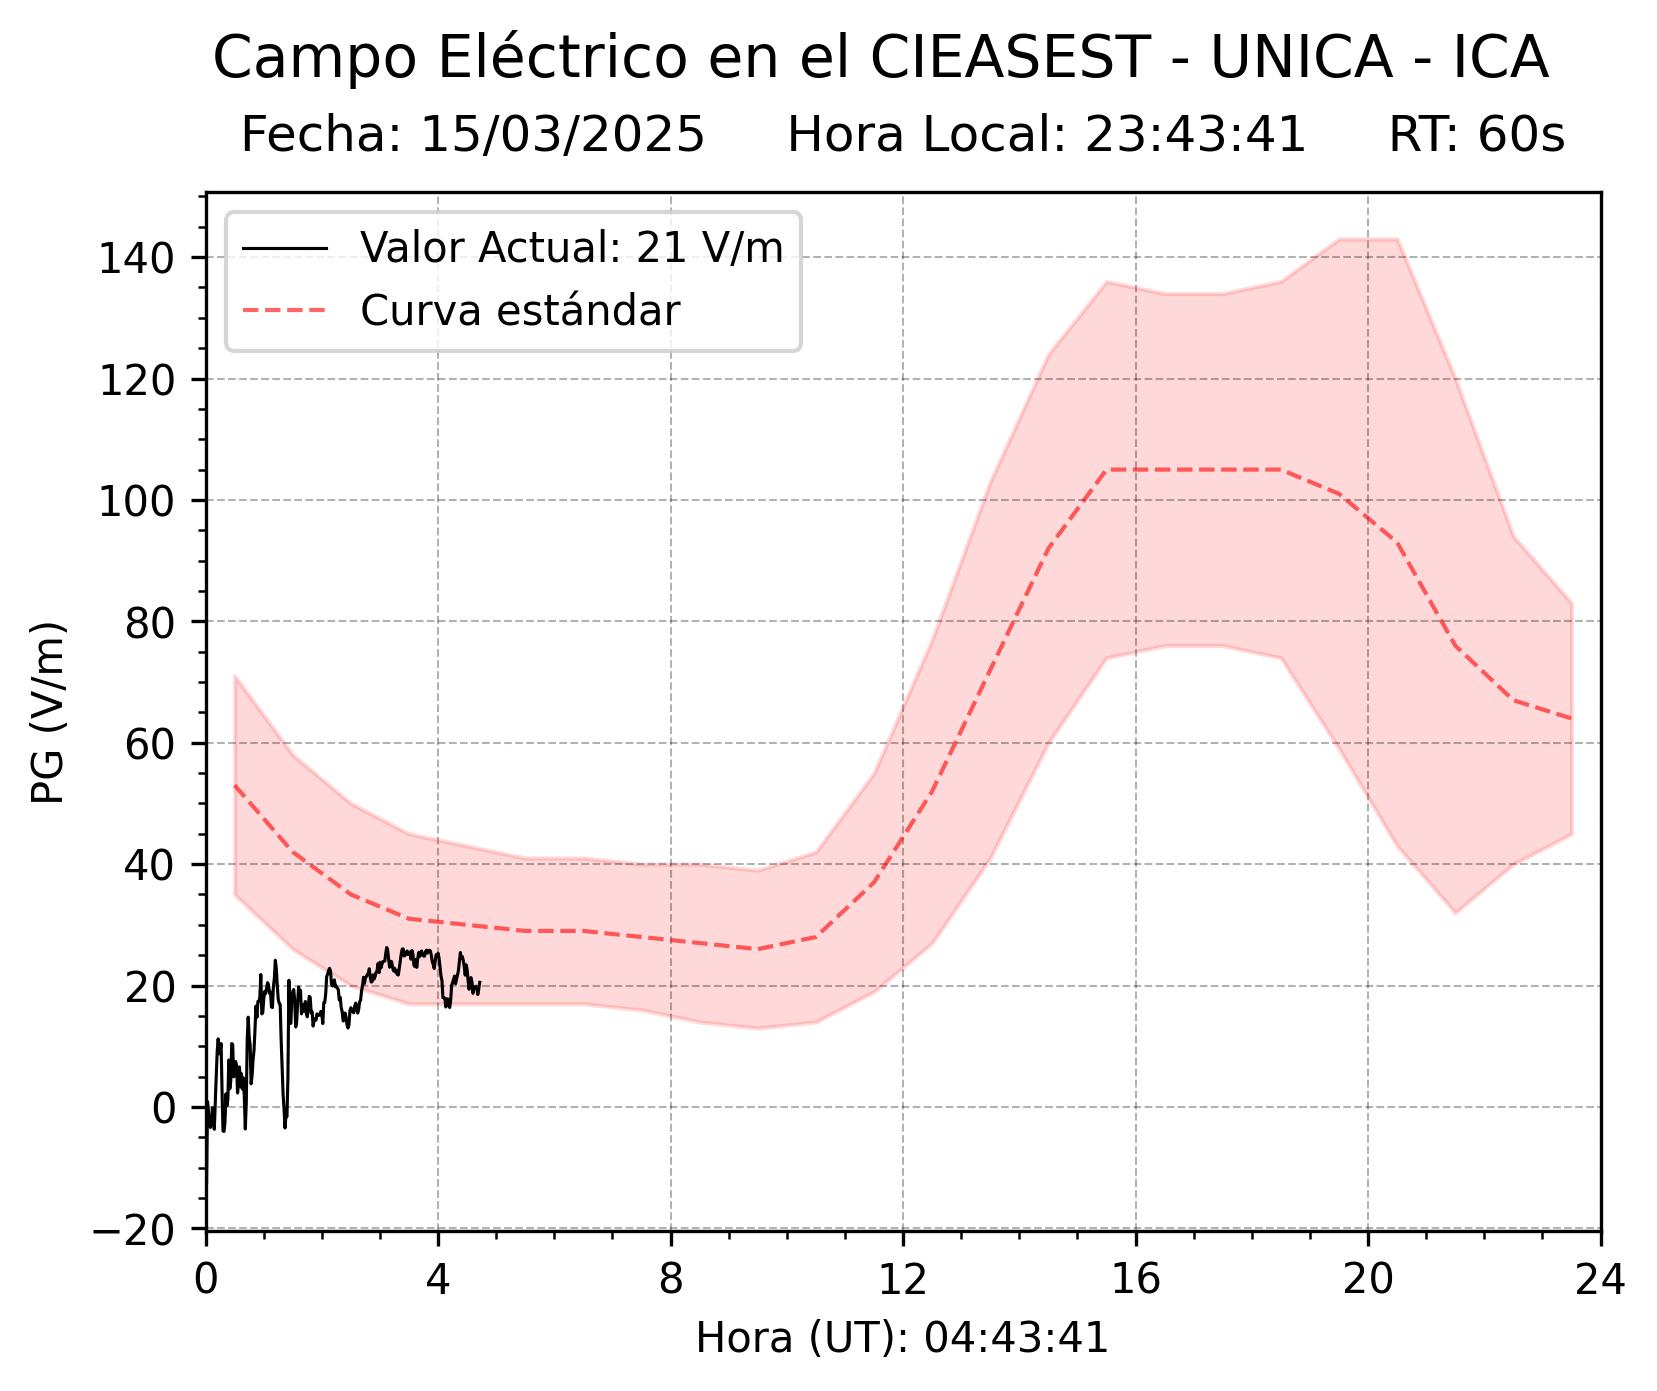 Campo Eléctrico en el CIEASEST - UNICA - ICA
Fecha: 15/03/2025 Hora Local: 23:43:41 RT: 60s
Valor Actual: 21 V/m
Curva estándar
PG (V/m)
140
120
100
80
60
40
20
0
−20
0 4 8 12 16 20 24
Hora (UT): 04:43:41